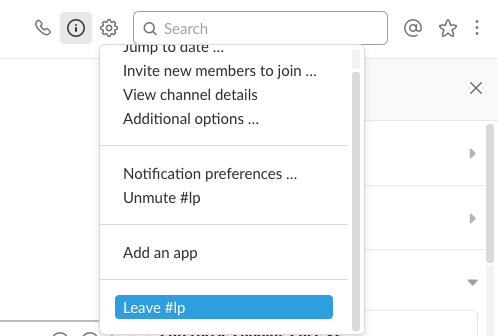 Search
Jump to date ...
Invite new members to join ...
View channel details
Additional options ...
Notification preferences ...
Unmute #lp
Add an app
Leave #lp